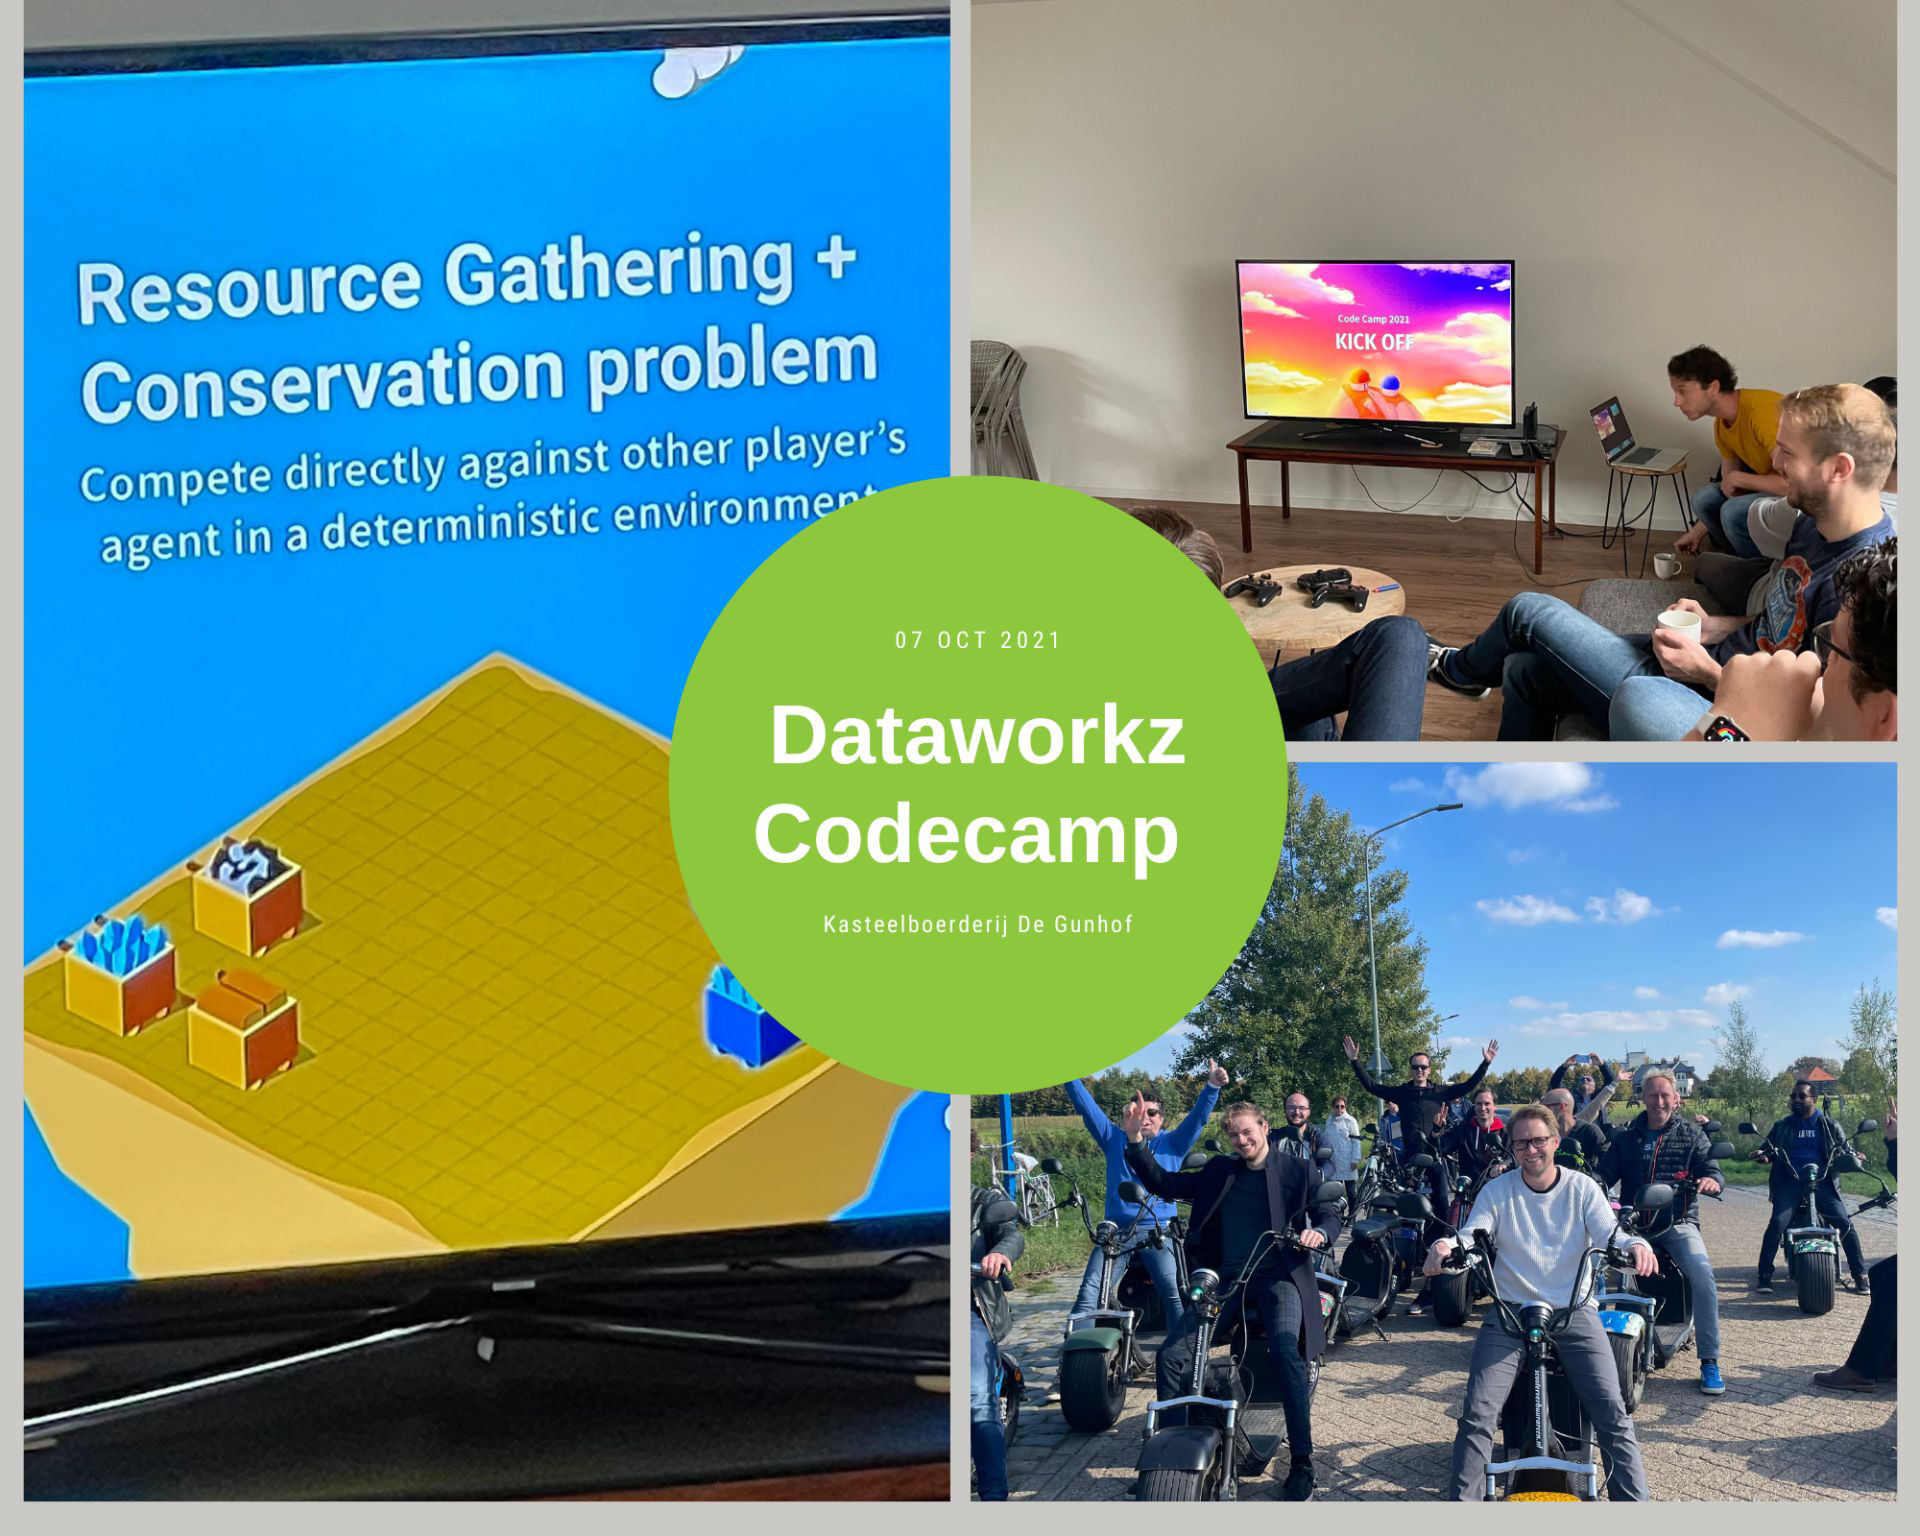 Resource Gathering +
Conservation problem
Compete directly against other player's
agent in a deterministic environment
Code Camp 2021
KICK OFF
07 OCT 2021
Dataworkz
Codecamp
Kasteelboerderij De Gunhof